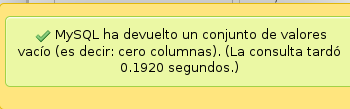 MySQL ha devuelto un conjunto de valores
vacío (es decir: cero columnas). (La consulta tardó
0.1920 segundos.)